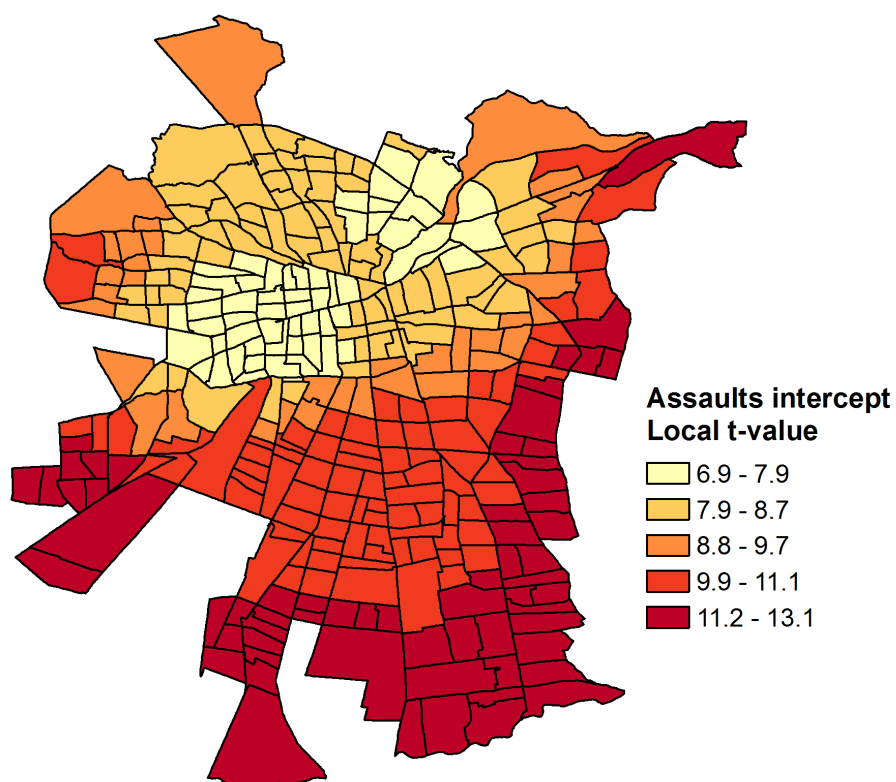 Assaults intercept
Local t-value
6.9 - 7.9
7.9 - 8.7
8.8 - 9.7
9.9 - 11.1
11.2 - 13.1